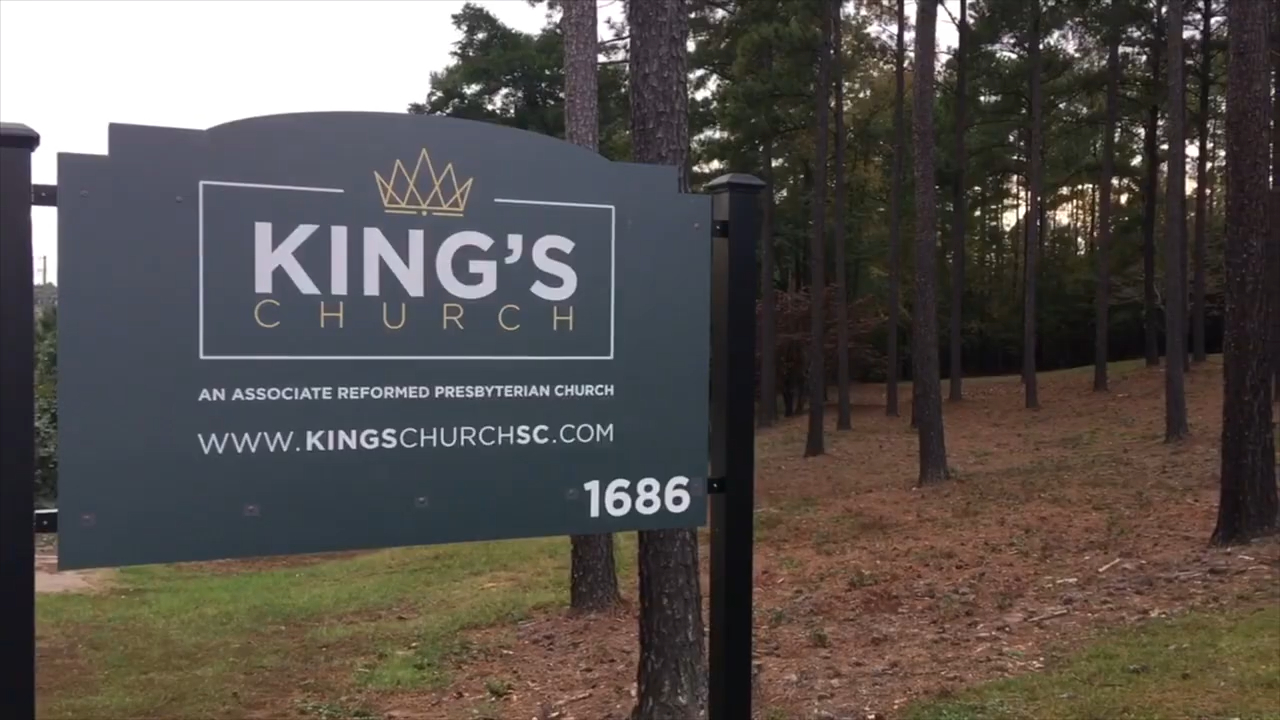 KING'S
CHURCH
AN ASSOCIATE REFORMED PRESBYTERIAN CHURCH
WWW.KINGSCHURCHSC.COM
1686